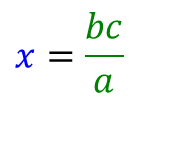 x = bc/a